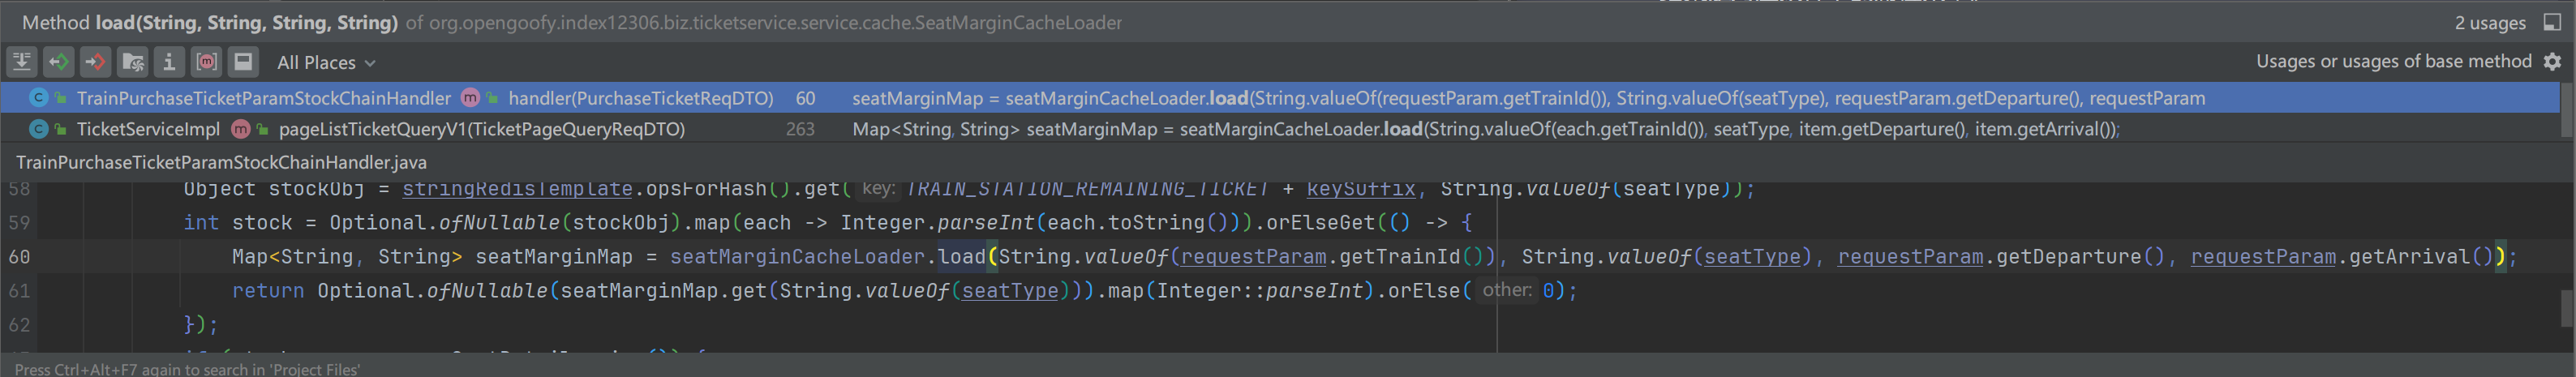 Method load(String, String, String, String) of org.opengoofy.index12306.biz.ticketservice.service.cache.SeatMarginCacheLoader 2 usages
All Places Usages or usages of base method
TrainPurchaseTicketParamStockChainHandler handler(PurchaseTicketReqDTO) 60 seatMarginMap = seatMarginCacheLoader.load(String.valueOf(requestParam.getTrainId()), String.valueOf(seatType), requestParam.getDeparture(), requestParam
TicketServiceImpl pageListTicketQueryV1(TicketPageQueryReqDTO) 263 Map<String, String> seatMarginMap = seatMarginCacheLoader.load(String.valueOf(each.getTrainId()), seatType, item.getDeparture(), item.getArrival());
TrainPurchaseTicketParamStockChainHandler.java
58 Object stockObj = stringRedisTemplate.opsForHash().get( key: TRAIN_STATION_REMAINING_TICKET + keySuffix, String.valueOf(seatType));
59 int stock = Optional.ofNullable(stockObj).map(each -> Integer.parseInt(each.toString())).orElseGet(() -> {
60 Map<String, String> seatMarginMap = seatMarginCacheLoader.load(String.valueOf(requestParam.getTrainId()), String.valueOf(seatType), requestParam.getDeparture(), requestParam.getArrival());
61 return Optional.ofNullable(seatMarginMap.get(String.valueOf(seatType))).map(Integer::parseInt).orElse( other: 0);
62 });
Press Ctrl+Alt+F7 again to search in 'Project Files'